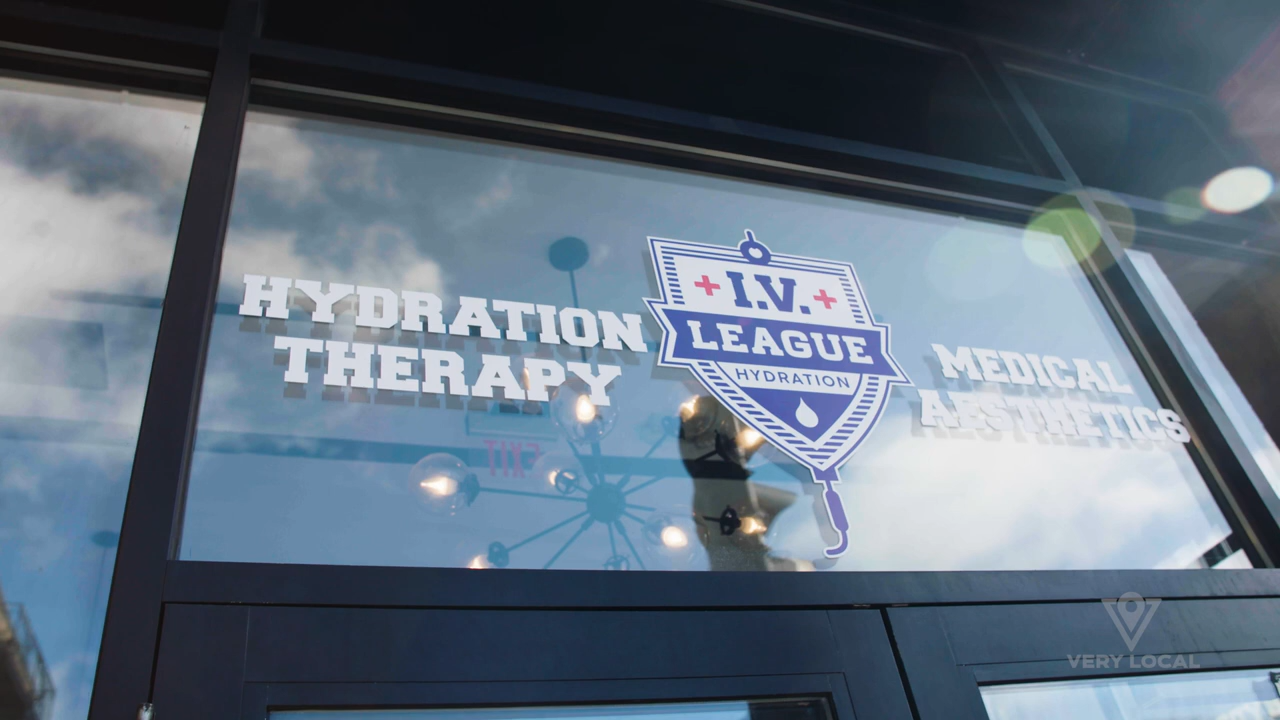 HYDRATION
THERAPY
+ I.V. +
LEAGUE
HYDRATION
MEDICAL
AESTHETICS
EXIT
VERY LOCAL